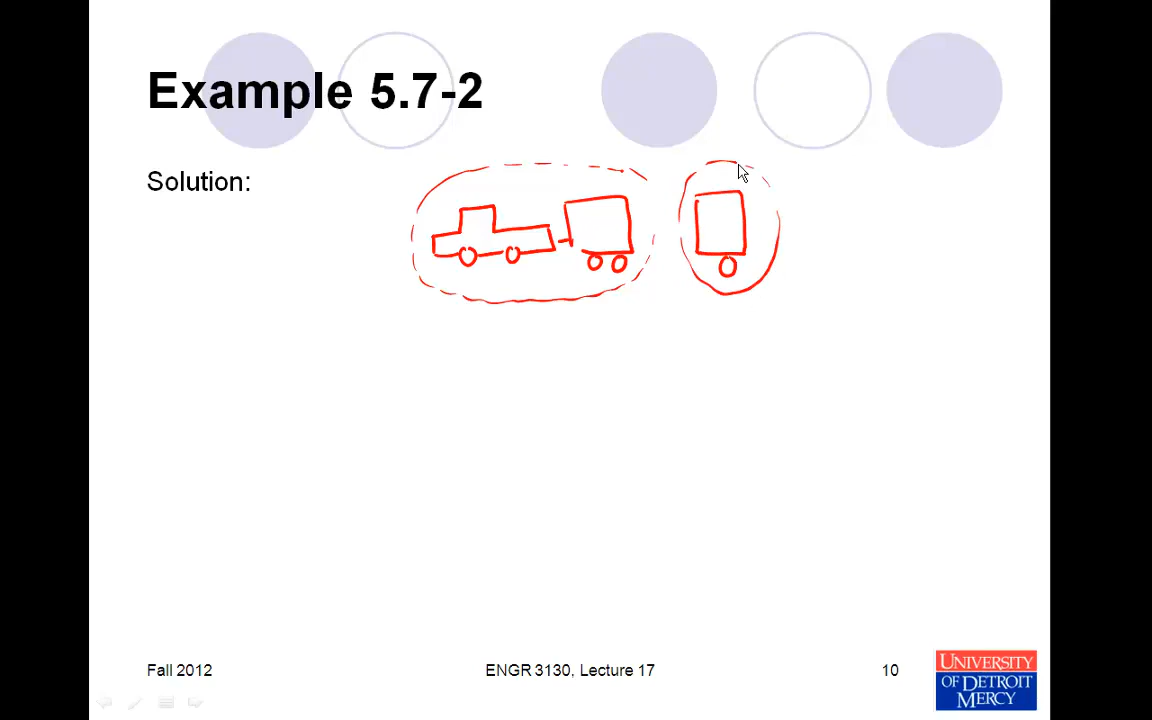 Example 5.7-2
Solution:
Fall 2012
ENGR 3130, Lecture 17
10
UNIVERSITY
OF DETROIT
MERCY